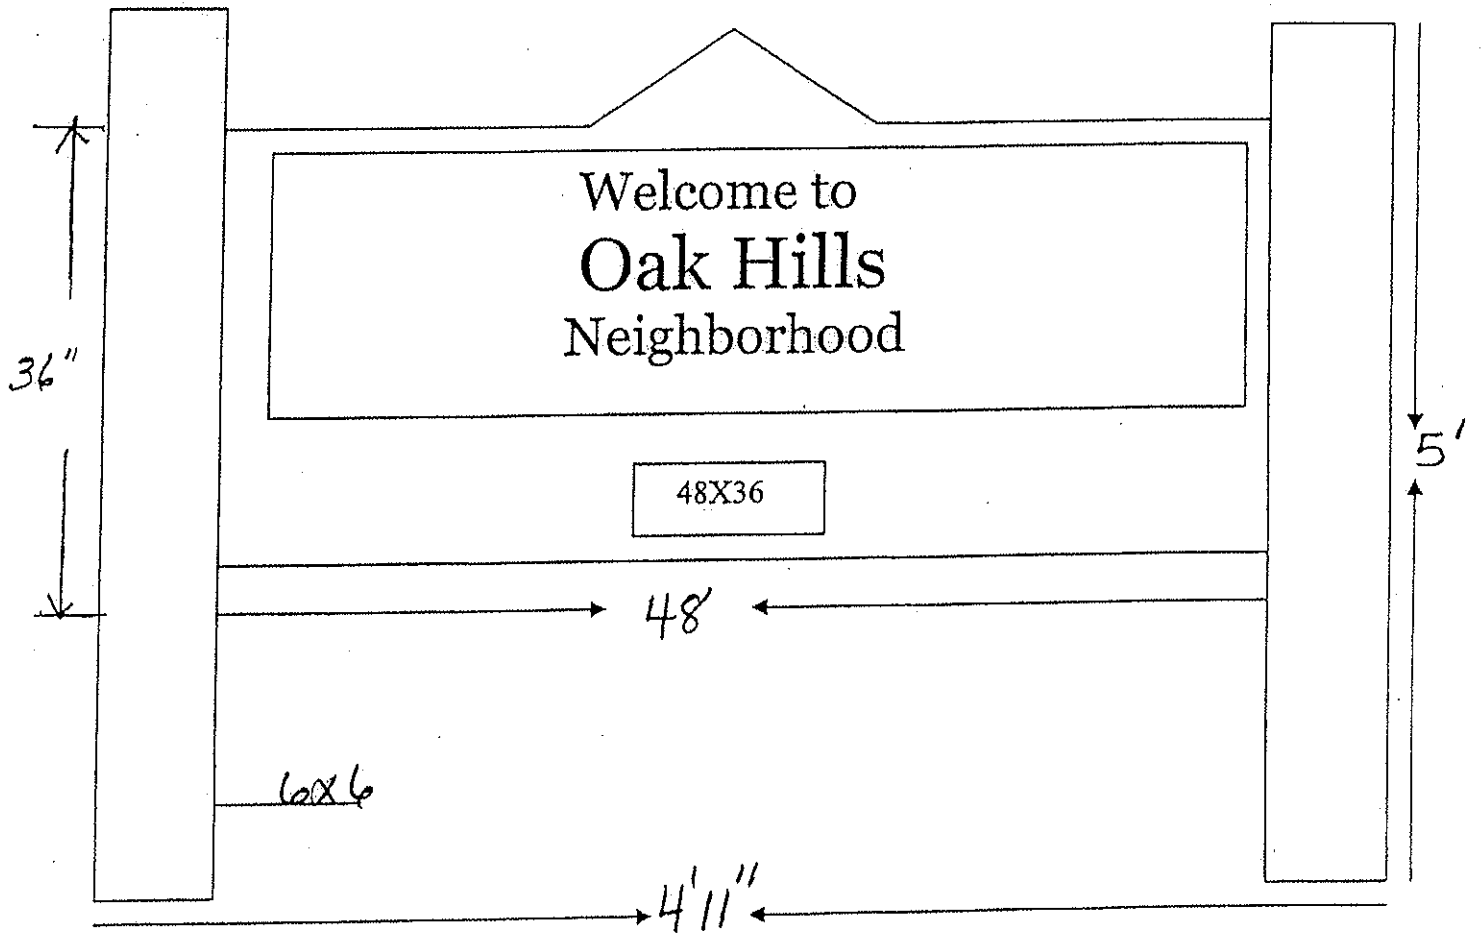 Welcome to
Oak Hills
Neighborhood
36"
5'
48X36
48'
6x6
4'11"